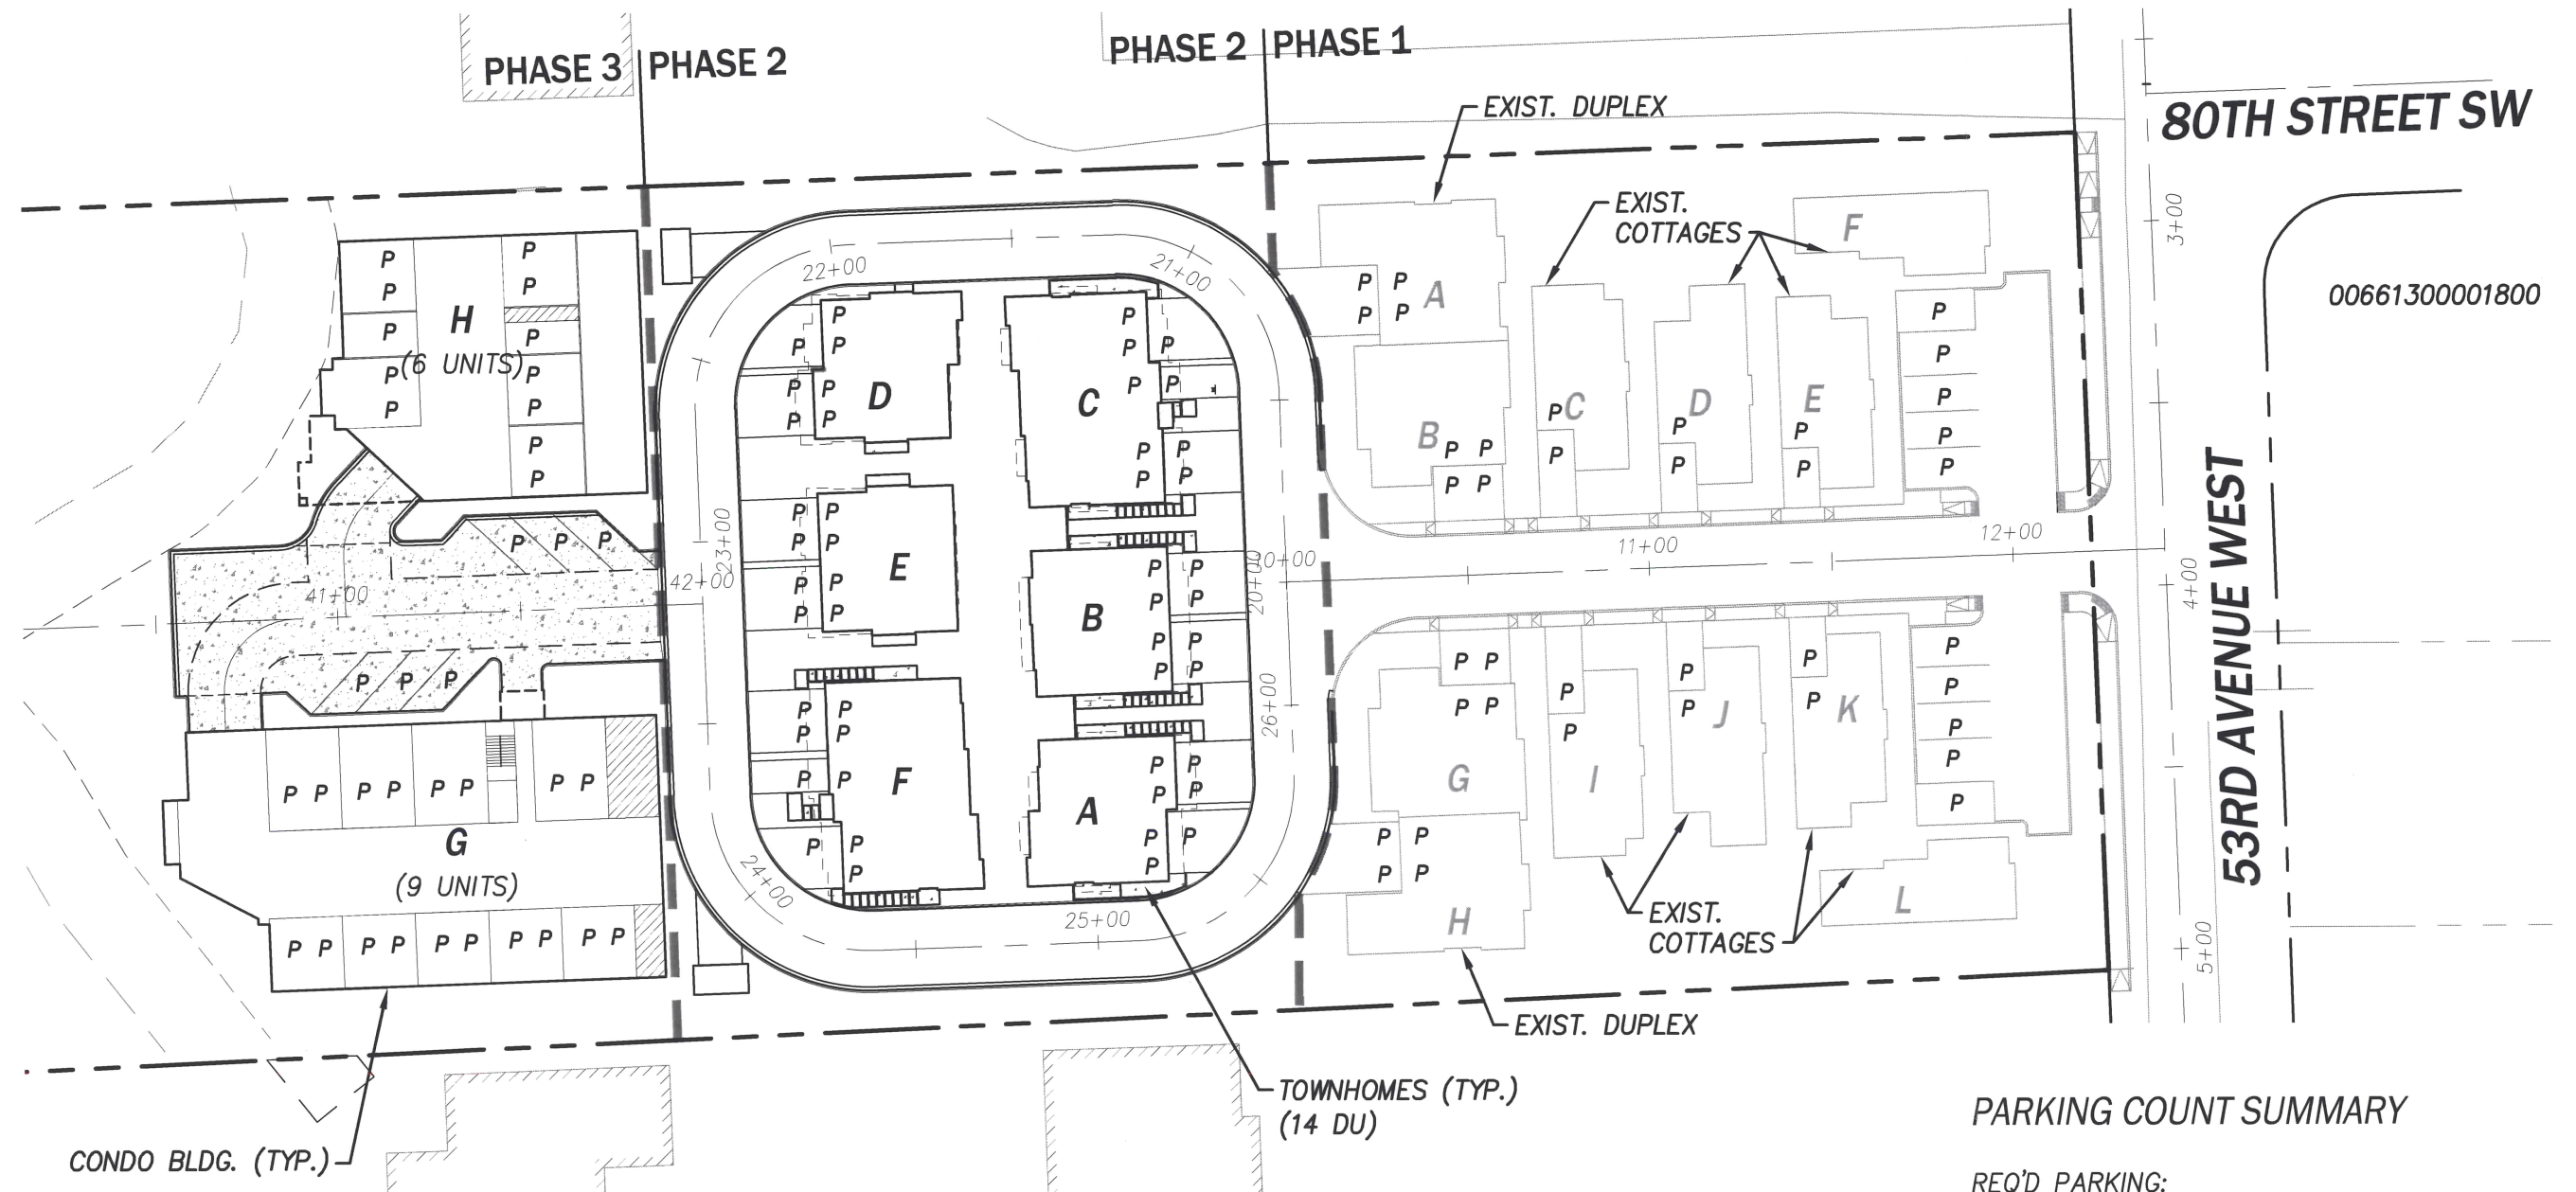 PHASE 3 PHASE 2
PHASE 2 PHASE 1
EXIST. DUPLEX
80TH STREET SW
EXIST.
COTTAGES
F
3+00
00661300001800
P P
P P
P
P
P
P
P
P
P
P
P
P
P
H
(6 UNITS)
22+00
21+00
D
P
P
P
P
P P
P P
C
P
P P
P P
P P
P P
A
P P
P P
B
P P
P P
C
P
P
D
P
P
E
P
P
P
P
P
P
P
53RD AVENUE WEST
P P P
41+00
42+00
23+00
E
P P
P P
P P
P P
B
P P
P P
P P
P P
20+00
20+00
11+00
12+00
4+00
P P P
26+00
F
P P
P P
P P
P P
P
A
P P
P P
P P
P
P P
P P
G
P
P
I
P
P
J
P
P
K
P
P
P
P
P
P P
P P
H
L
P P P P P P P P
G
(9 UNITS)
P P P P P P P P P P
24+00
25+00
EXIST.
COTTAGES
5+00
EXIST. DUPLEX
TOWNHOMES (TYP.)
(14 DU)
CONDO BLDG. (TYP.)
PARKING COUNT SUMMARY
REQ'D PARKING: